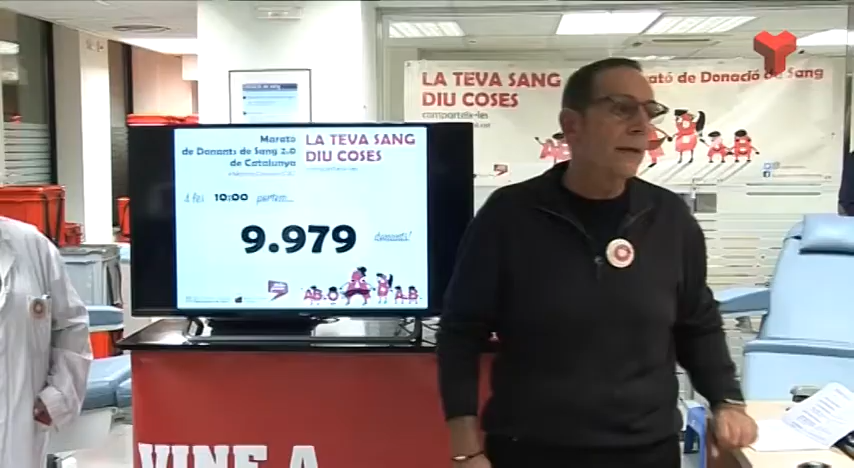 LA TEVA SANG
DIU COSES
comparteix-les
Marató de Donació de Sang
Marató
de Donants de Sang 2.0
de Catalunya
LA TEVA SANG
DIU COSES
A les 10:00 portem...
9.979
donants!
AB O A B
VINE A